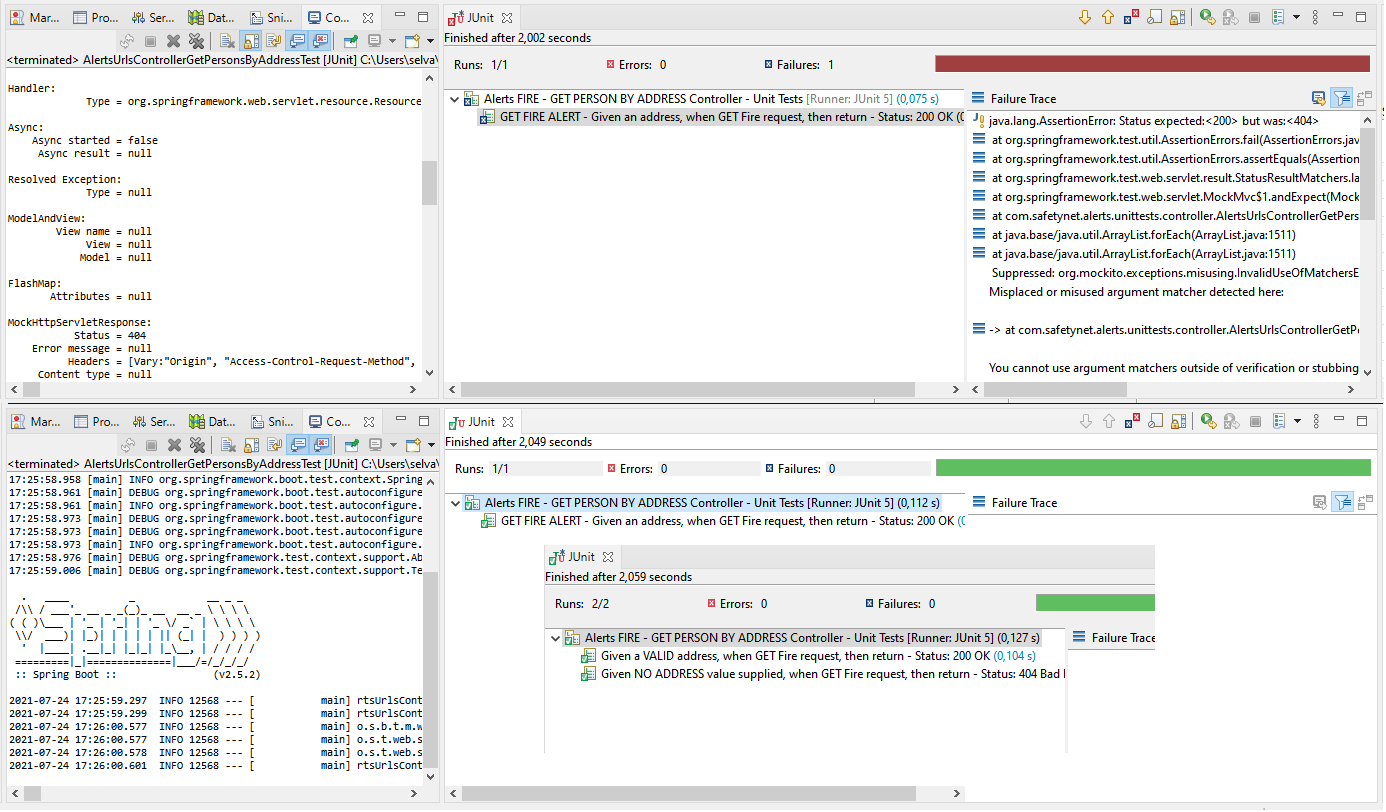 Mar... Pro... Ser... Dat... Sni... Co...
<terminated> AlertsUrlsControllerGetPersonsByAddressTest [JUnit] C:\Users\selva\
Handler:
Type = org.springframework.web.servlet.resource.Resource
Async:
Async started = false
Async result = null
Resolved Exception:
Type = null
ModelAndView:
View name = null
View = null
Model = null
FlashMap:
Attributes = null
MockHttpServletResponse:
Status = 404
Error message = null
Headers = [Vary:"Origin", "Access-Control-Request-Method",
Content type = null
JUnit
Finished after 2,002 seconds
Runs: 1/1 Errors: 0 Failures: 1
Alerts FIRE - GET PERSON BY ADDRESS Controller - Unit Tests [Runner: JUnit 5] (0,075 s)
GET FIRE ALERT - Given an address, when GET Fire request, then return - Status: 200 OK (0
Failure Trace
java.lang.AssertionError: Status expected:<200> but was:<404>
at org.springframework.test.util.AssertionErrors.fail(AssertionErrors.jav
at org.springframework.test.util.AssertionErrors.assertEquals(Assertion
at org.springframework.test.web.servlet.result.StatusResultMatchers.la
at org.springframework.test.web.servlet.MockMvc$1.andExpect(Mock
at com.safetynet.alerts.unittests.controller.AlertsUrlsControllerGetPers
at java.base/java.util.ArrayList.forEach(ArrayList.java:1511)
at java.base/java.util.ArrayList.forEach(ArrayList.java:1511)
Suppressed: org.mockito.exceptions.misusing.InvalidUseOfMatchersE
Misplaced or misused argument matcher detected here:
-> at com.safetynet.alerts.unittests.controller.AlertsUrlsControllerGetP
You cannot use argument matchers outside of verification or stubbing
Mar... Pro... Ser... Dat... Sni... Co...
<terminated> AlertsUrlsControllerGetPersonsByAddressTest [JUnit] C:\Users\selva\
17:25:58.958 [main] INFO org.springframework.boot.test.context.Spring
17:25:58.961 [main] DEBUG org.springframework.boot.test.autoconfigure
17:25:58.961 [main] INFO org.springframework.boot.test.autoconfigure.
17:25:58.973 [main] DEBUG org.springframework.boot.test.autoconfigure
17:25:58.973 [main] DEBUG org.springframework.boot.test.autoconfigure
17:25:58.973 [main] INFO org.springframework.boot.test.autoconfigure.
17:25:58.976 [main] DEBUG org.springframework.test.context.support.Ab
17:25:59.006 [main] DEBUG org.springframework.test.context.support.Te
Spring
:: Spring Boot :: (v2.5.2)
2021-07-24 17:25:59.297 INFO 12568 --- [ main] rtsUrlsCont
2021-07-24 17:25:59.299 INFO 12568 --- [ main] rtsUrlsCont
2021-07-24 17:26:00.577 INFO 12568 --- [ main] o.s.b.t.m.w
2021-07-24 17:26:00.577 INFO 12568 --- [ main] o.s.t.web.s
2021-07-24 17:26:00.578 INFO 12568 --- [ main] o.s.t.web.s
2021-07-24 17:26:00.601 INFO 12568 --- [ main] rtsUrlsCont
JUnit
Finished after 2,049 seconds
Runs: 1/1 Errors: 0 Failures: 0
Alerts FIRE - GET PERSON BY ADDRESS Controller - Unit Tests [Runner: JUnit 5] (0,112 s)
GET FIRE ALERT - Given an address, when GET Fire request, then return - Status: 200 OK (0
Failure Trace
JUnit
Finished after 2,059 seconds
Runs: 2/2 Errors: 0 Failures: 0
Alerts FIRE - GET PERSON BY ADDRESS Controller - Unit Tests [Runner: JUnit 5] (0,127 s)
Given a VALID address, when GET Fire request, then return - Status: 200 OK (0,104 s)
Given NO ADDRESS value supplied, when GET Fire request, then return - Status: 404 Bad
Failure Trace